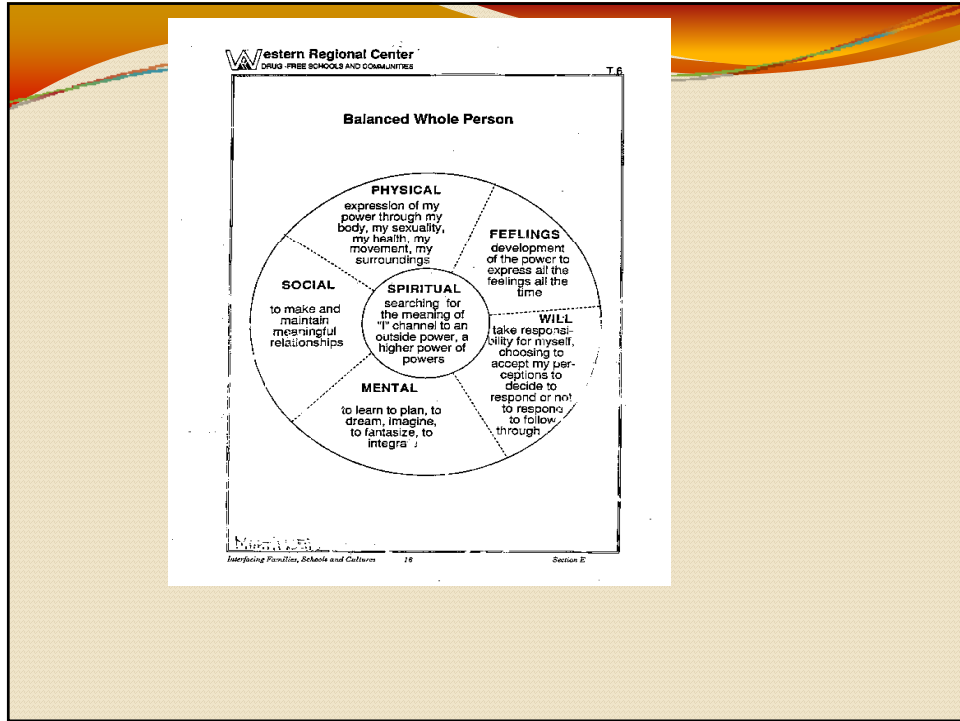 Western Regional Center
DRUG-FREE SCHOOLS AND COMMUNITIES
T 6
Balanced Whole Person
PHYSICAL
expression of my
power through my
body, my sexuality,
my health, my
movement, my
surroundings
FEELINGS
development
of the power to
express all the
feelings all the
time
SOCIAL
to make and
maintain
meaningful
relationships
SPIRITUAL
searching for
the meaning of
"I" channel to an
outside power, a
higher power of
powers
WILL
take responsi-
bility for myself,
choosing to
accept my per-
ceptions to
decide to
respond or not
to respond
to follow
through
MENTAL
to learn to plan, to
dream, imagine,
to fantasize, to
Interfacing Families, Schools and Cultures 16 Section E